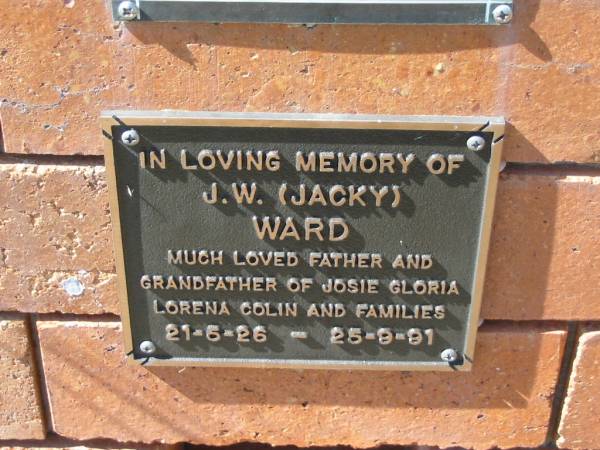 IN LOVING MEMORY OF
J.W. (JACKY)
WARD
MUCH LOVED FATHER AND
GRANDFATHER OF JOSIE GLORIA
LORENA COLIN AND FAMILIES
21-5-26 - 25-9-91